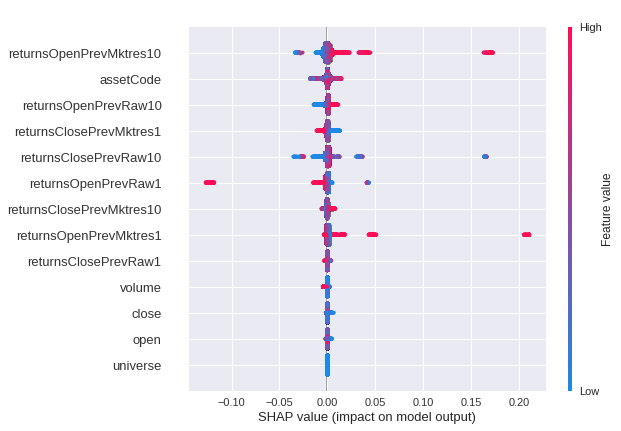 High
returnsOpenPrevMktres10
assetCode
returnsOpenPrevRaw10
returnsClosePrevMktres1
returnsClosePrevRaw10
returnsOpenPrevRaw1
returnsClosePrevMktres10
returnsOpenPrevMktres1
returnsClosePrevRaw1
volume
close
open
universe
Feature value
Low
−0.10 −0.05 0.00 0.05 0.10 0.15 0.20
SHAP value (impact on model output)